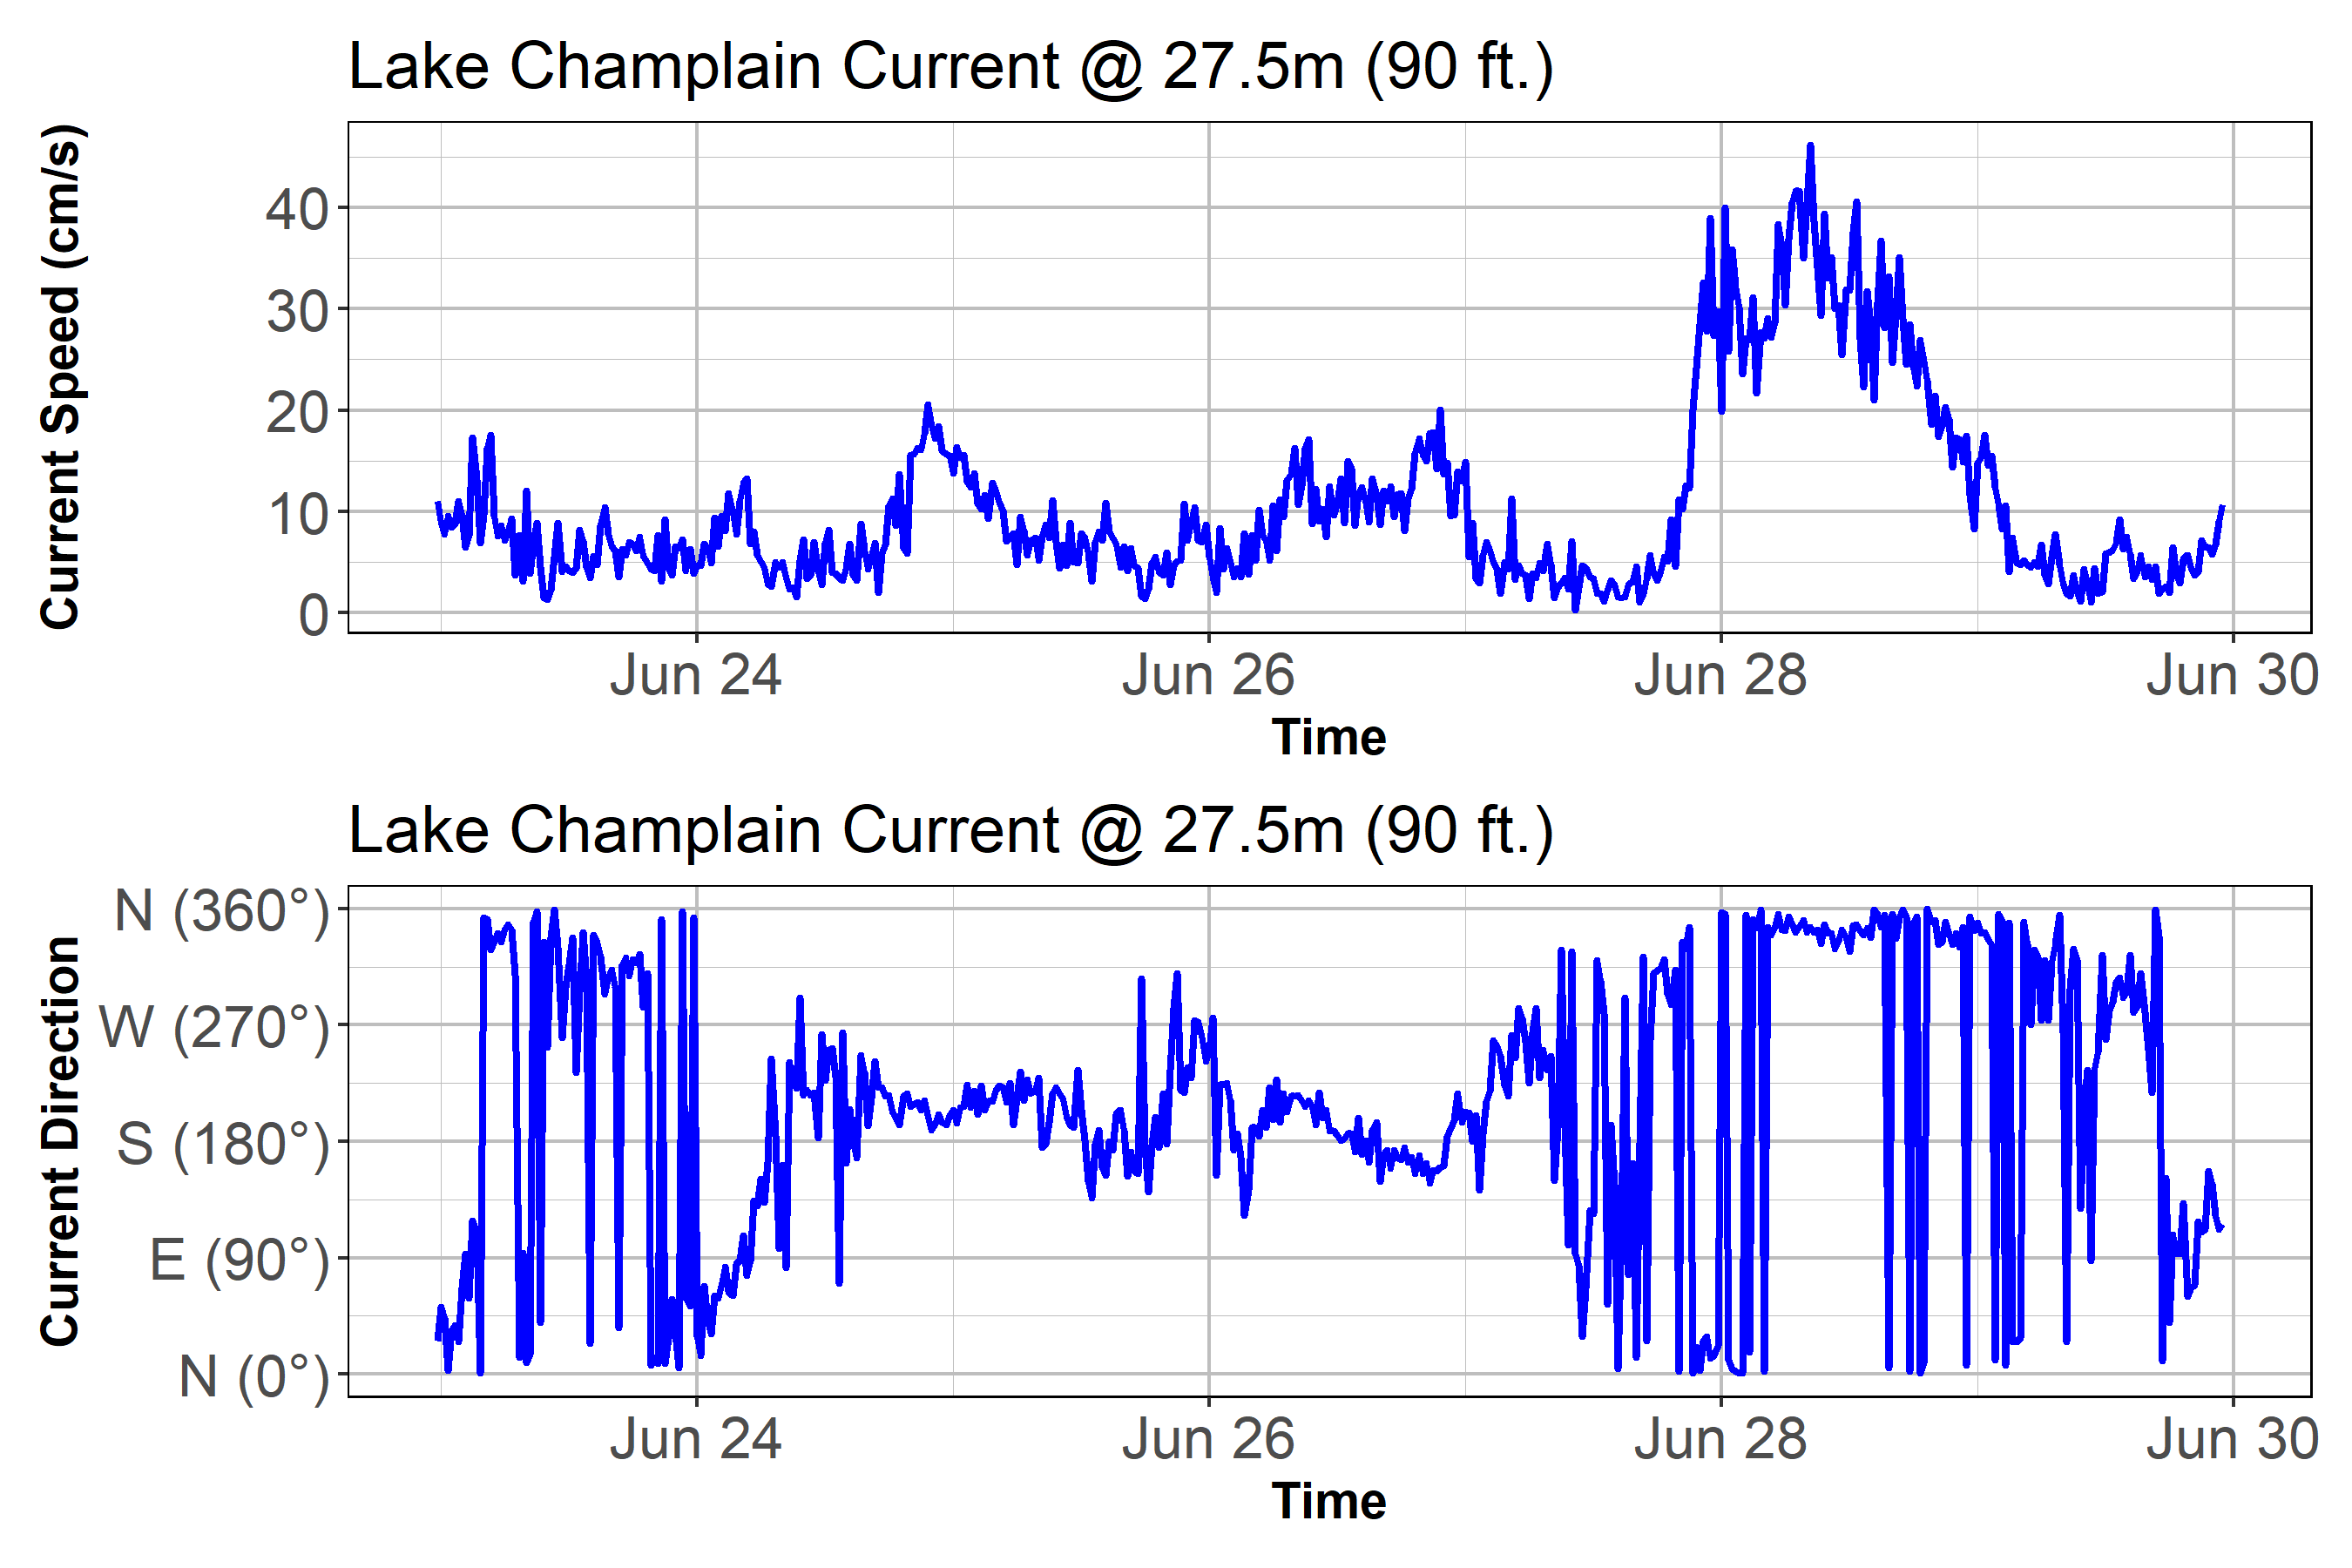 Lake Champlain Current @ 27.5m (90 ft.)
Current Speed (cm/s)
40
30
20
10
0
Jun 24 Jun 26 Jun 28 Jun 30
Time
Lake Champlain Current @ 27.5m (90 ft.)
Current Direction
N (360°)
W (270°)
S (180°)
E (90°)
N (0°)
Jun 24 Jun 26 Jun 28 Jun 30
Time